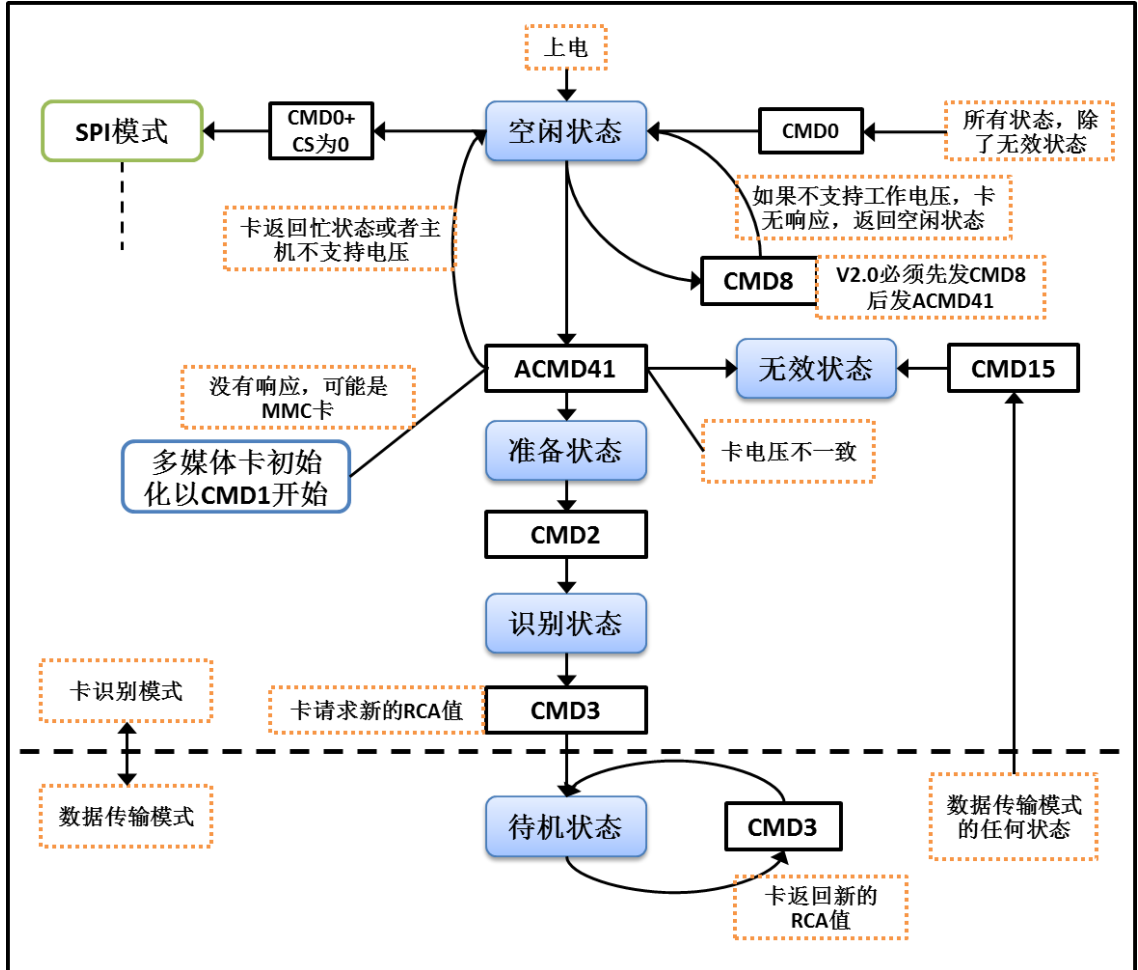 上电
SPI模式
CMD0+
CS为0
空闲状态
CMD0
所有状态，除
了无效状态
卡返回忙状态或者主
机不支持电压
如果不支持工作电压，卡
无响应，返回空闲状态
CMD8
V2.0必须先发CMD8
后发ACMD41
没有响应，可能是
MMC卡
ACMD41
无效状态
CMD15
多媒体卡初始
化以CMD1开始
准备状态
卡电压不一致
CMD2
识别状态
卡识别模式
卡请求新的RCA值
CMD3
数据传输模式
待机状态
CMD3
数据传输模式
的任何状态
卡返回新的
RCA值